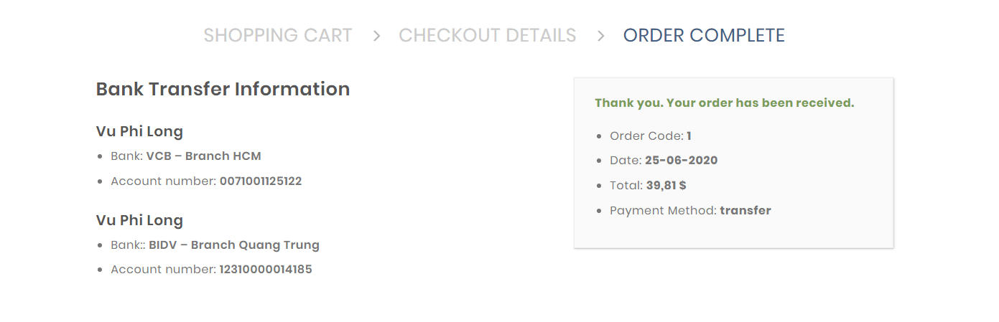 SHOPPING CART > CHECKOUT DETAILS > ORDER COMPLETE
Bank Transfer Information
Vu Phi Long
Bank: VCB – Branch HCM
Account number: 0071001125122
Vu Phi Long
Bank:: BIDV – Branch Quang Trung
Account number: 12310000014185
Thank you. Your order has been received.
Order Code: 1
Date: 25-06-2020
Total: 39,81 $
Payment Method: transfer